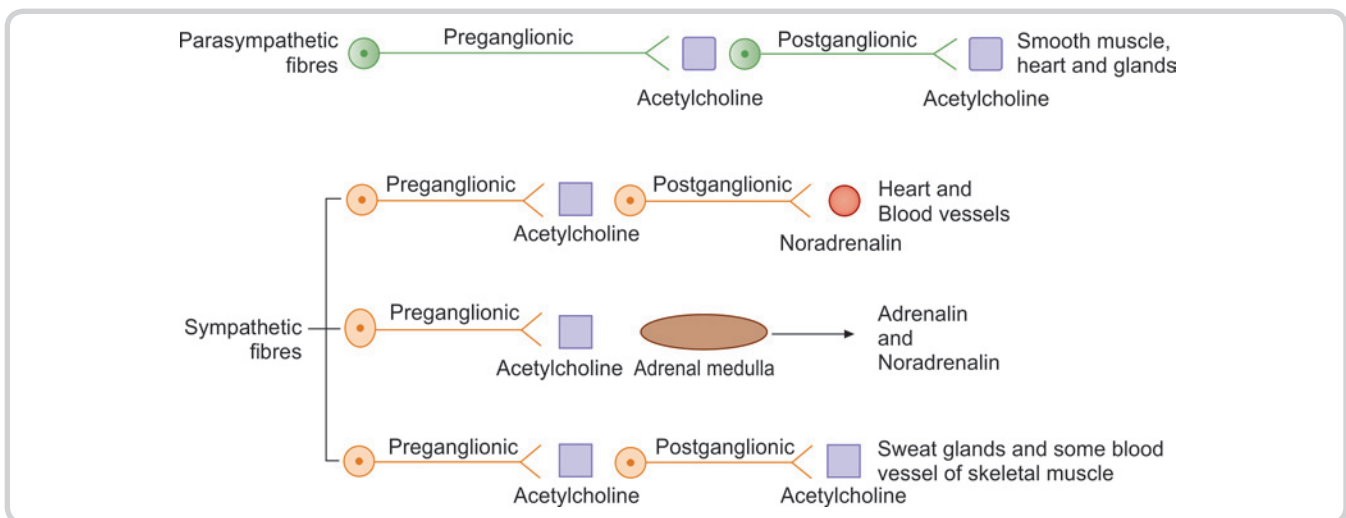 Parasympathetic
fibres
Preganglionic
Acetylcholine
Postganglionic
Acetylcholine
Smooth muscle,
heart and glands
Sympathetic
fibres
Preganglionic
Acetylcholine
Postganglionic
Noradrenalin
Heart and
Blood vessels
Preganglionic
Acetylcholine
Adrenal medulla
Adrenalin
and
Noradrenalin
Preganglionic
Acetylcholine
Postganglionic
Acetylcholine
Sweat glands and some blood
vessel of skeletal muscle